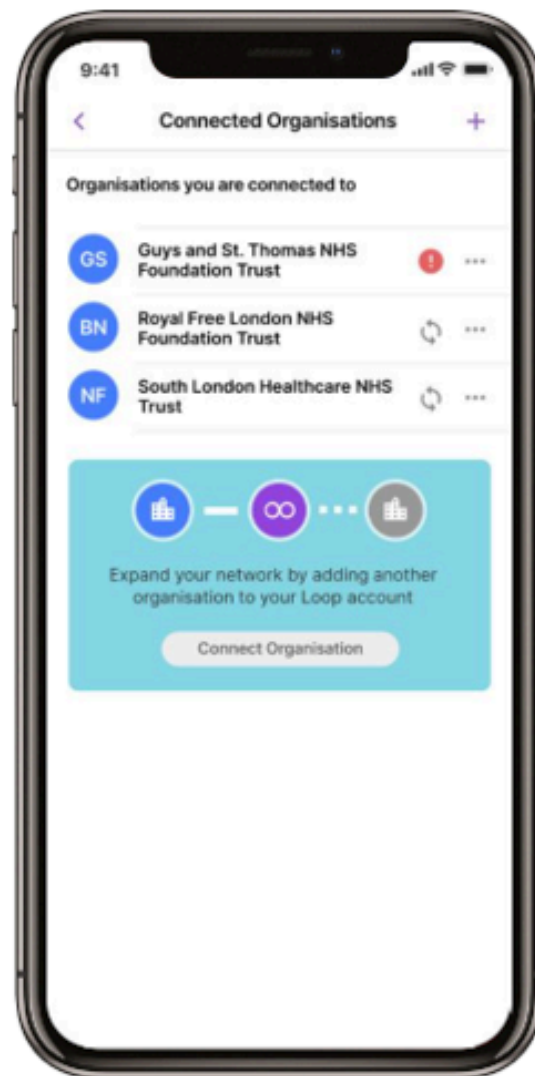 9:41
Connected Organisations
Organisations you are connected to
GS
Guys and St. Thomas NHS
Foundation Trust
BN
Royal Free London NHS
Foundation Trust
NF
South London Healthcare NHS
Trust
Expand your network by adding another
organisation to your Loop account
Connect Organisation